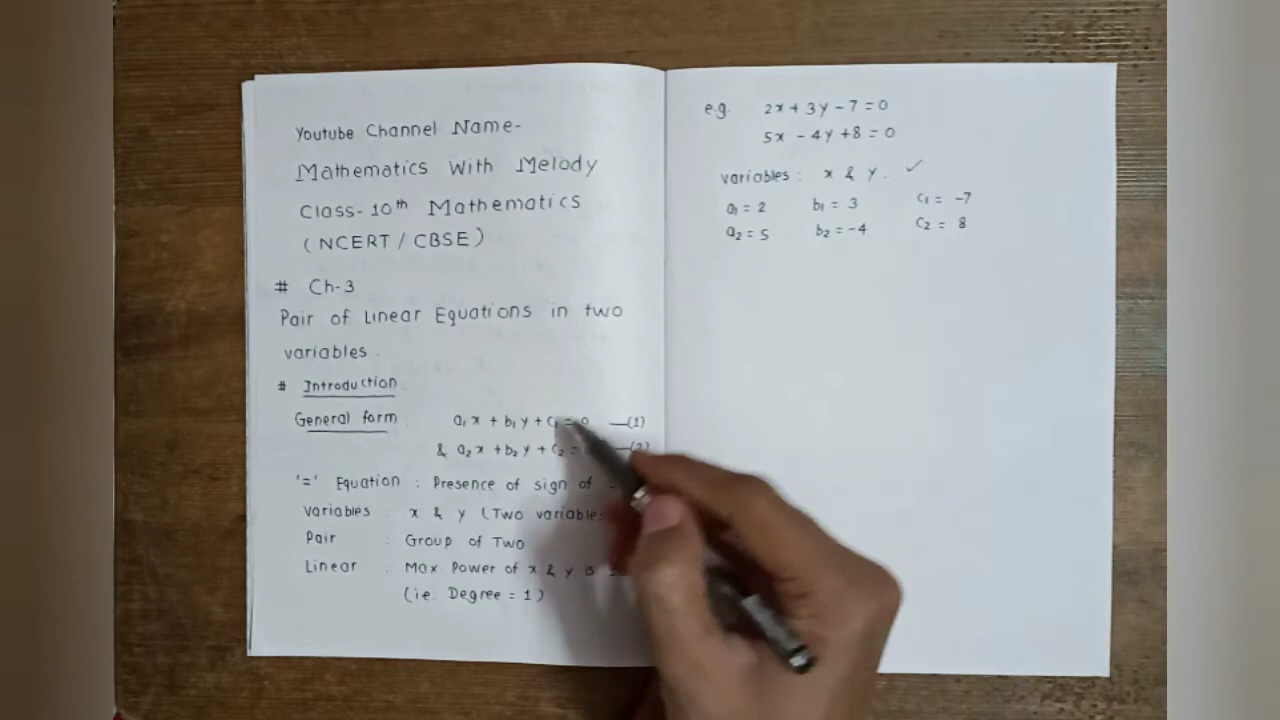 Youtube Channel Name-
Mathematics With Melody
Class-10th Mathematics
(NCERT / CBSE)
# Ch-3
Pair of Linear Equations in two
variables.
# Introduction
General form : a₁x + b₁y + c₁ = 0 —(1)
& a₂x + b₂y + c₂ = —(2)
'=' Equation : Presence of sign of
variables : x & y (Two variables
Pair : Group of Two
Linear : Max. Power of x & y is
(ie. Degree = 1)
e.g. 2x + 3y - 7 = 0
5x - 4y + 8 = 0
variables : x & y. ✓
a₁ = 2 b₁ = 3 c₁ = -7
a₂ = 5 b₂ = -4 c₂ = 8